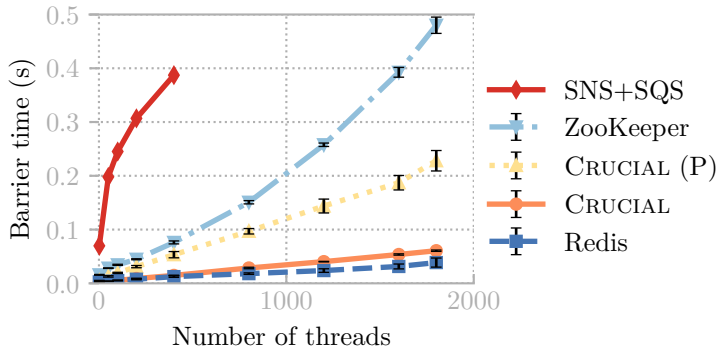 0.5
0.4
0.3
0.2
0.1
0.0
Barrier time (s)
0
1000
2000
Number of threads
SNS+SQS
ZooKeeper
CRUCIAL (P)
CRUCIAL
Redis